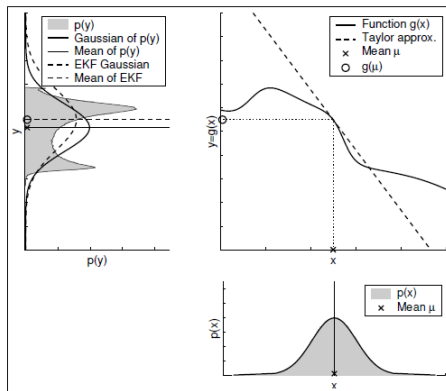 p(y)
Gaussian of p(y)
Mean of p(y)
EKF Gaussian
Mean of EKF
y
p(y)
Function g(x)
Taylor approx.
Mean μ
g(μ)
y=g(x)
x
p(x)
Mean μ
p(x)
x